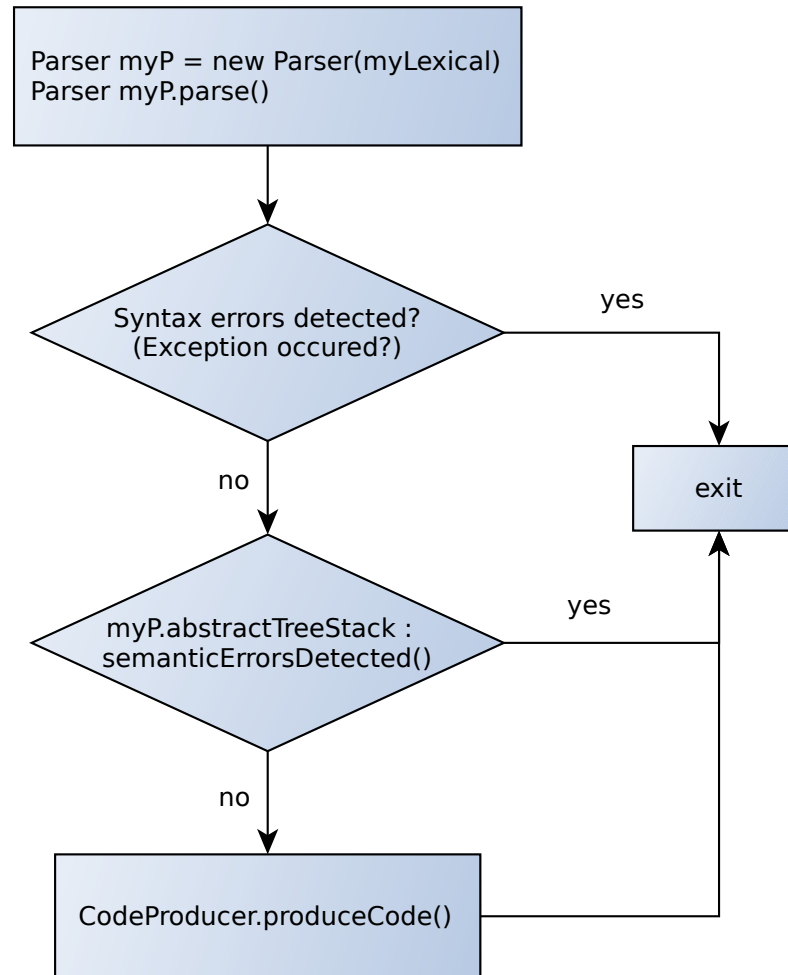 Parser myP = new Parser(myLexical)
Parser myP.parse()
Syntax errors detected?
(Exception occured?)
yes
no
exit
myP.abstractTreeStack :
semanticErrorsDetected()
yes
no
CodeProducer.produceCode()